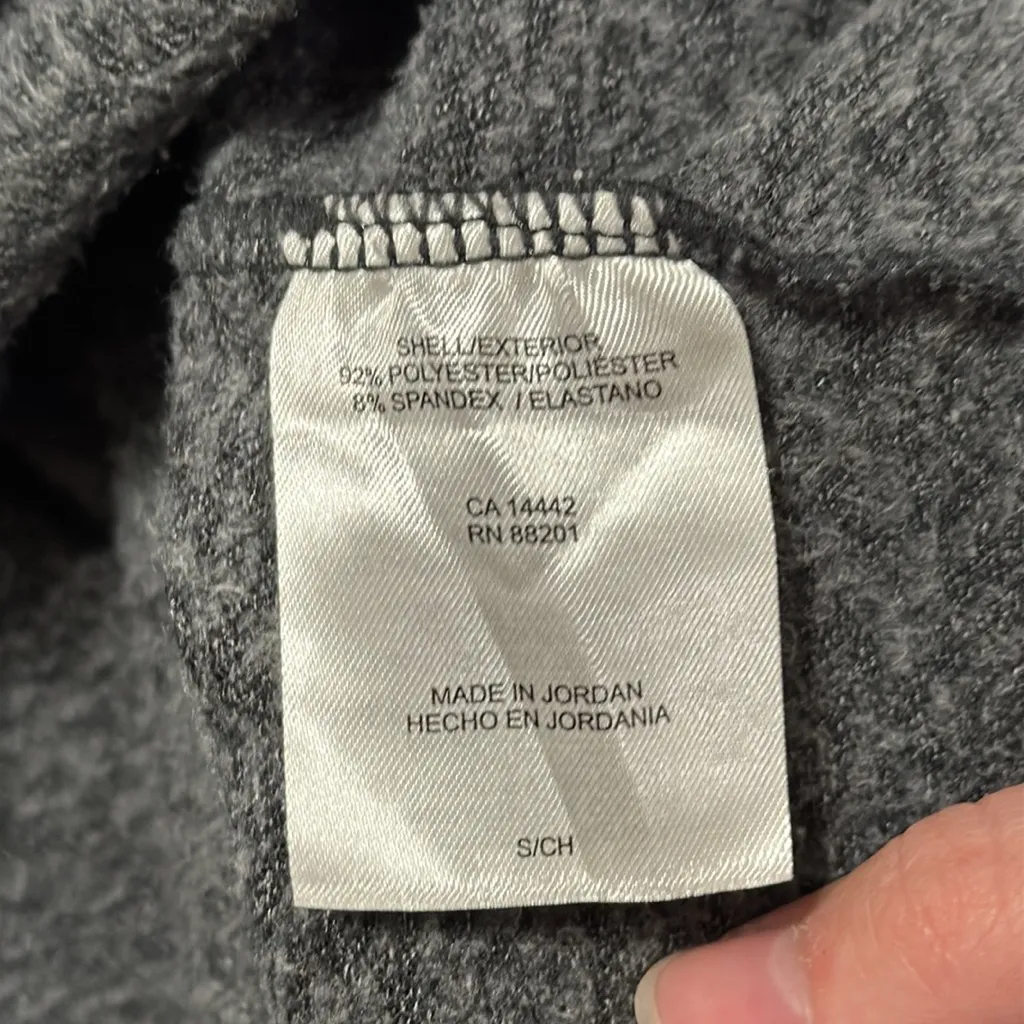 SHELL/EXTERIOR
92% POLYESTER/POLIÉSTER
8% SPANDEX / ELASTANO
CA 14442
RN 88201
MADE IN JORDAN
HECHO EN JORDANIA
S/CH